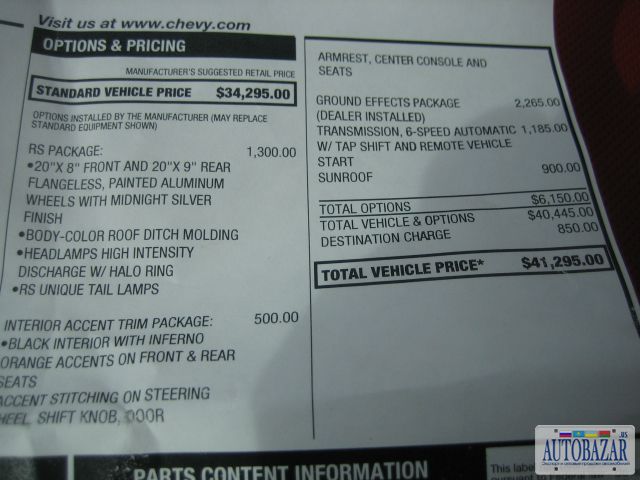 Visit us at www.chevy.com
OPTIONS & PRICING
MANUFACTURER'S SUGGESTED RETAIL PRICE
STANDARD VEHICLE PRICE $34,295.00
OPTIONS INSTALLED BY THE MANUFACTURER (MAY REPLACE
STANDARD EQUIPMENT SHOWN)
RS PACKAGE: 1,300.00
•20"X 8" FRONT AND 20"X 9" REAR
FLANGELESS, PAINTED ALUMINUM
WHEELS WITH MIDNIGHT SILVER
FINISH
•BODY-COLOR ROOF DITCH MOLDING
•HEADLAMPS HIGH INTENSITY
DISCHARGE W/ HALO RING
•RS UNIQUE TAIL LAMPS
INTERIOR ACCENT TRIM PACKAGE: 500.00
•BLACK INTERIOR WITH INFERNO
ORANGE ACCENTS ON FRONT & REAR
SEATS
ACCENT STITCHING ON STEERING
HEEL, SHIFT KNOB, DOOR
ARMREST, CENTER CONSOLE AND
SEATS
GROUND EFFECTS PACKAGE 2,265.00
(DEALER INSTALLED)
TRANSMISSION, 6-SPEED AUTOMATIC 1,185.00
W/ TAP SHIFT AND REMOTE VEHICLE
START
SUNROOF 900.00
TOTAL OPTIONS $6,150.00
TOTAL VEHICLE & OPTIONS $40,445.00
DESTINATION CHARGE 850.00
TOTAL VEHICLE PRICE* $41,295.00
PARTS CONTENT INFORMATION
This label
pursuant to Federal
AUTOBAZAR.us